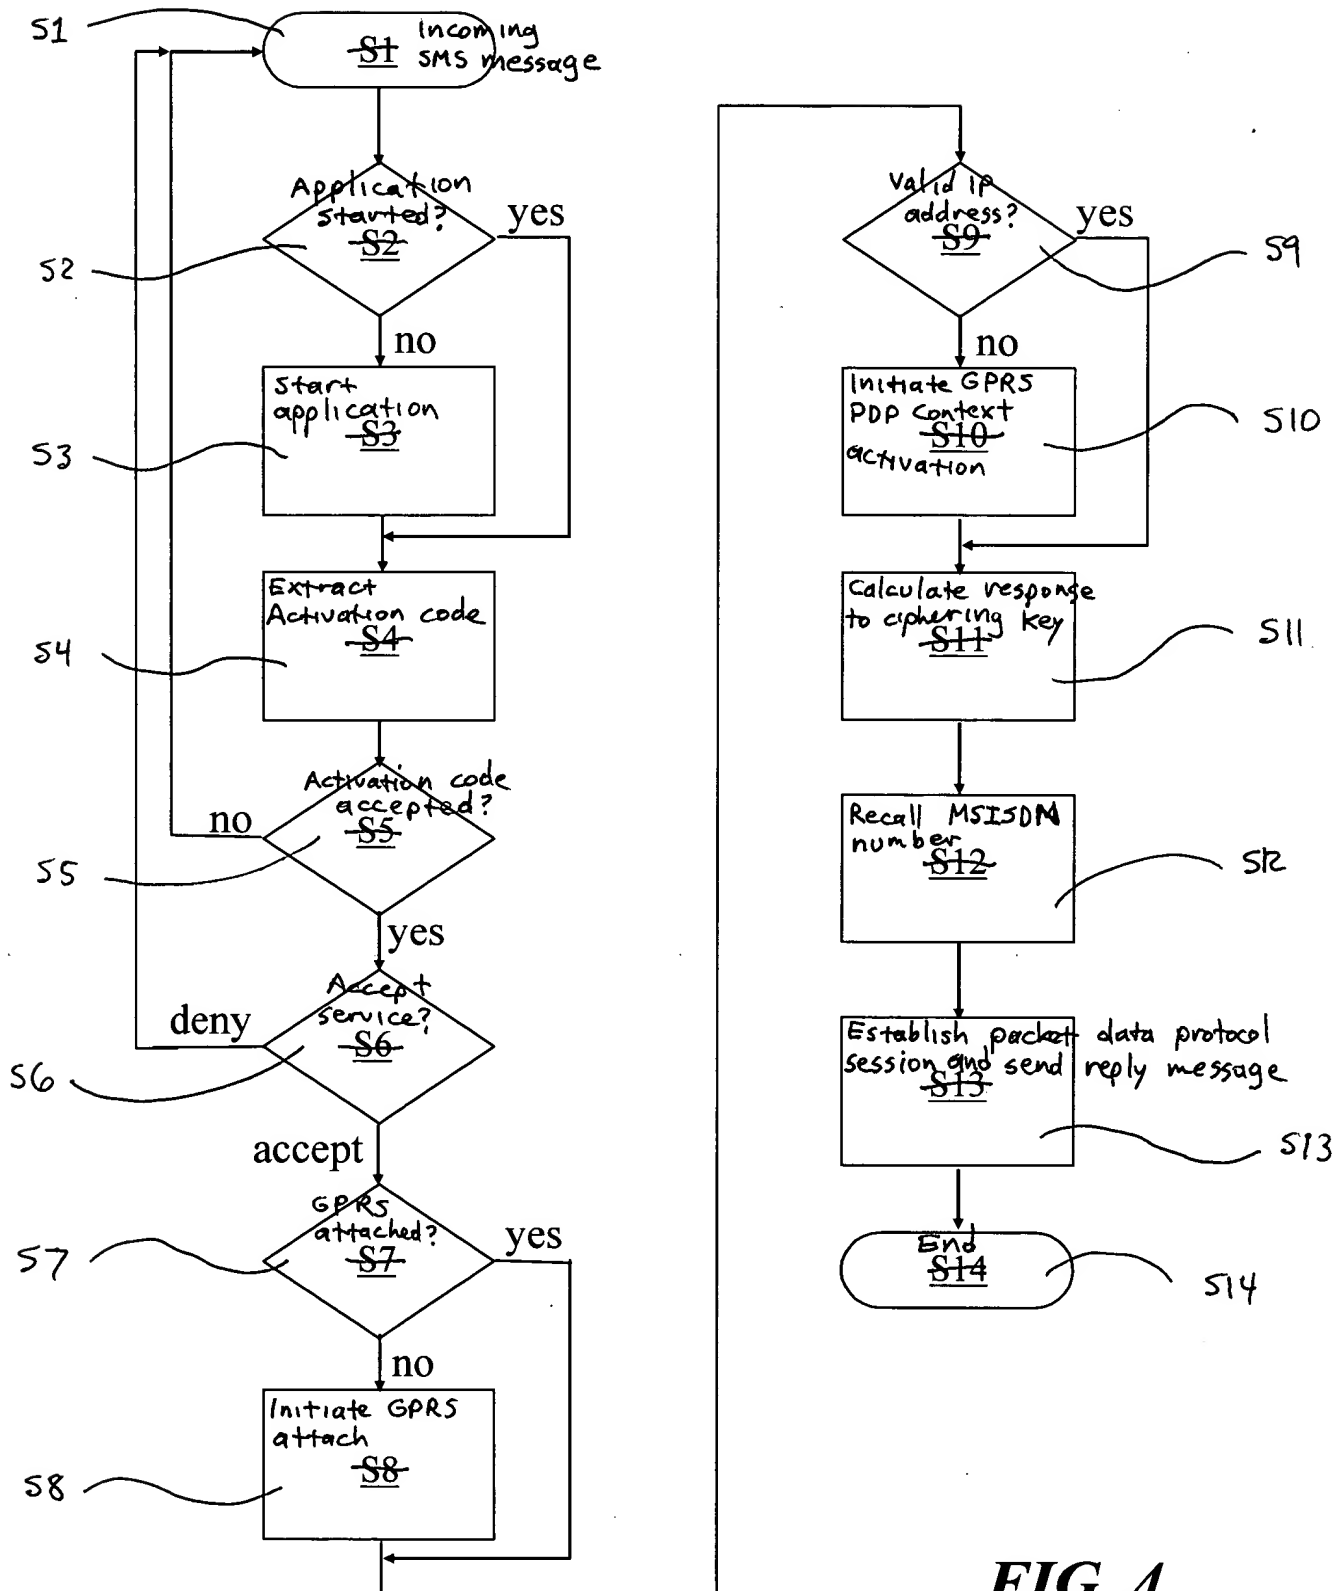 S1
Incoming
S1 SMS message
Application
started?
yes
S2
S2
no
Start
application
S3
S3
Extract
Activation code
S4
S4
Activation code
accepted?
no
S5
S5
yes
Accept
service?
deny
S6
S6
accept
GPRS
attached?
yes
S7
S7
no
Initiate GPRS
attach
S8
S8
Valid IP
address?
yes
S9
S9
no
Initiate GPRS
PDP Context
S10
S10
activation
Calculate response
to ciphering key
S11
S11
Recall MSISDN
number
S12
S12
Establish packet data protocol
session and send reply message
S13
S13
End
S14
S14
FIG. 4